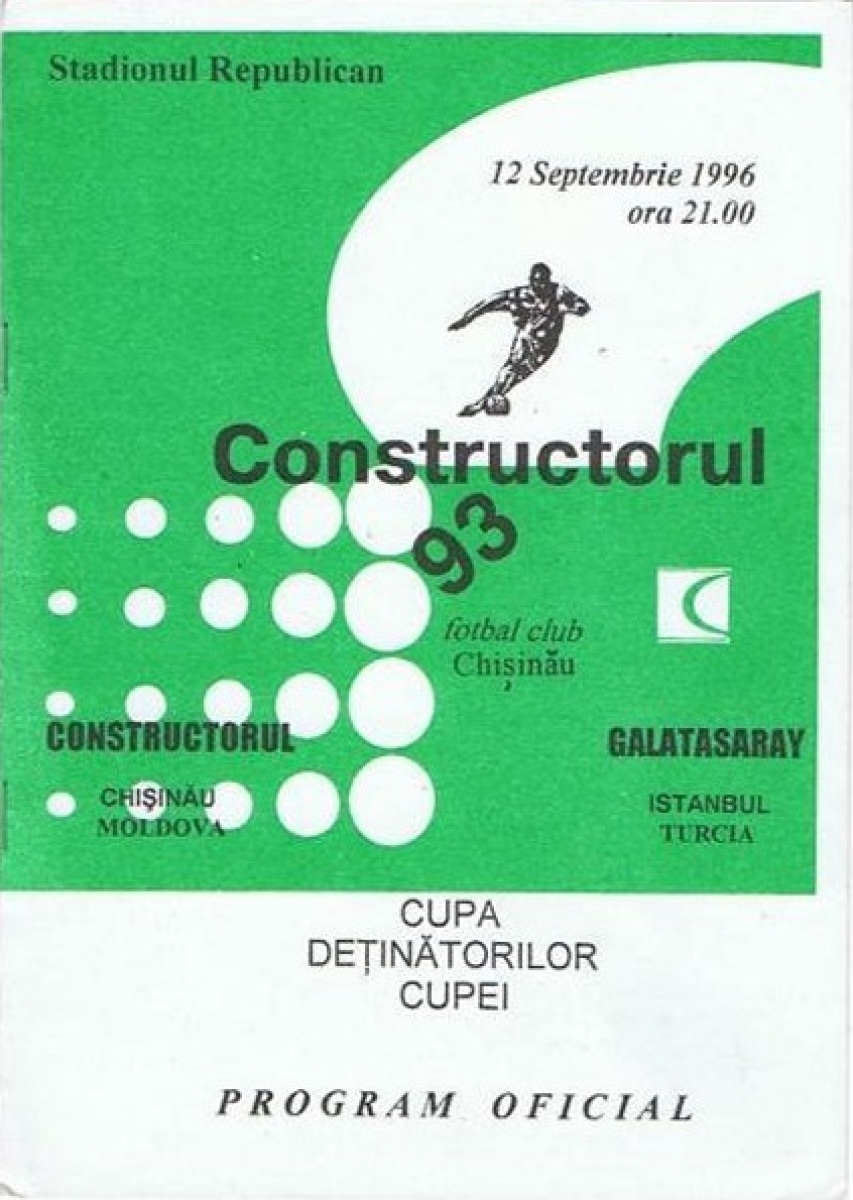 Stadionul Republican
12 Septembrie 1996
ora 21.00
Constructorul
93
fotbal club
Chișinău
CONSTRUCTORUL
CHIŞINĂU
MOLDOVA
GALATASARAY
ISTANBUL
TURCIA
CUPA
DEȚINĂTORILOR
CUPEI
PROGRAM OFICIAL